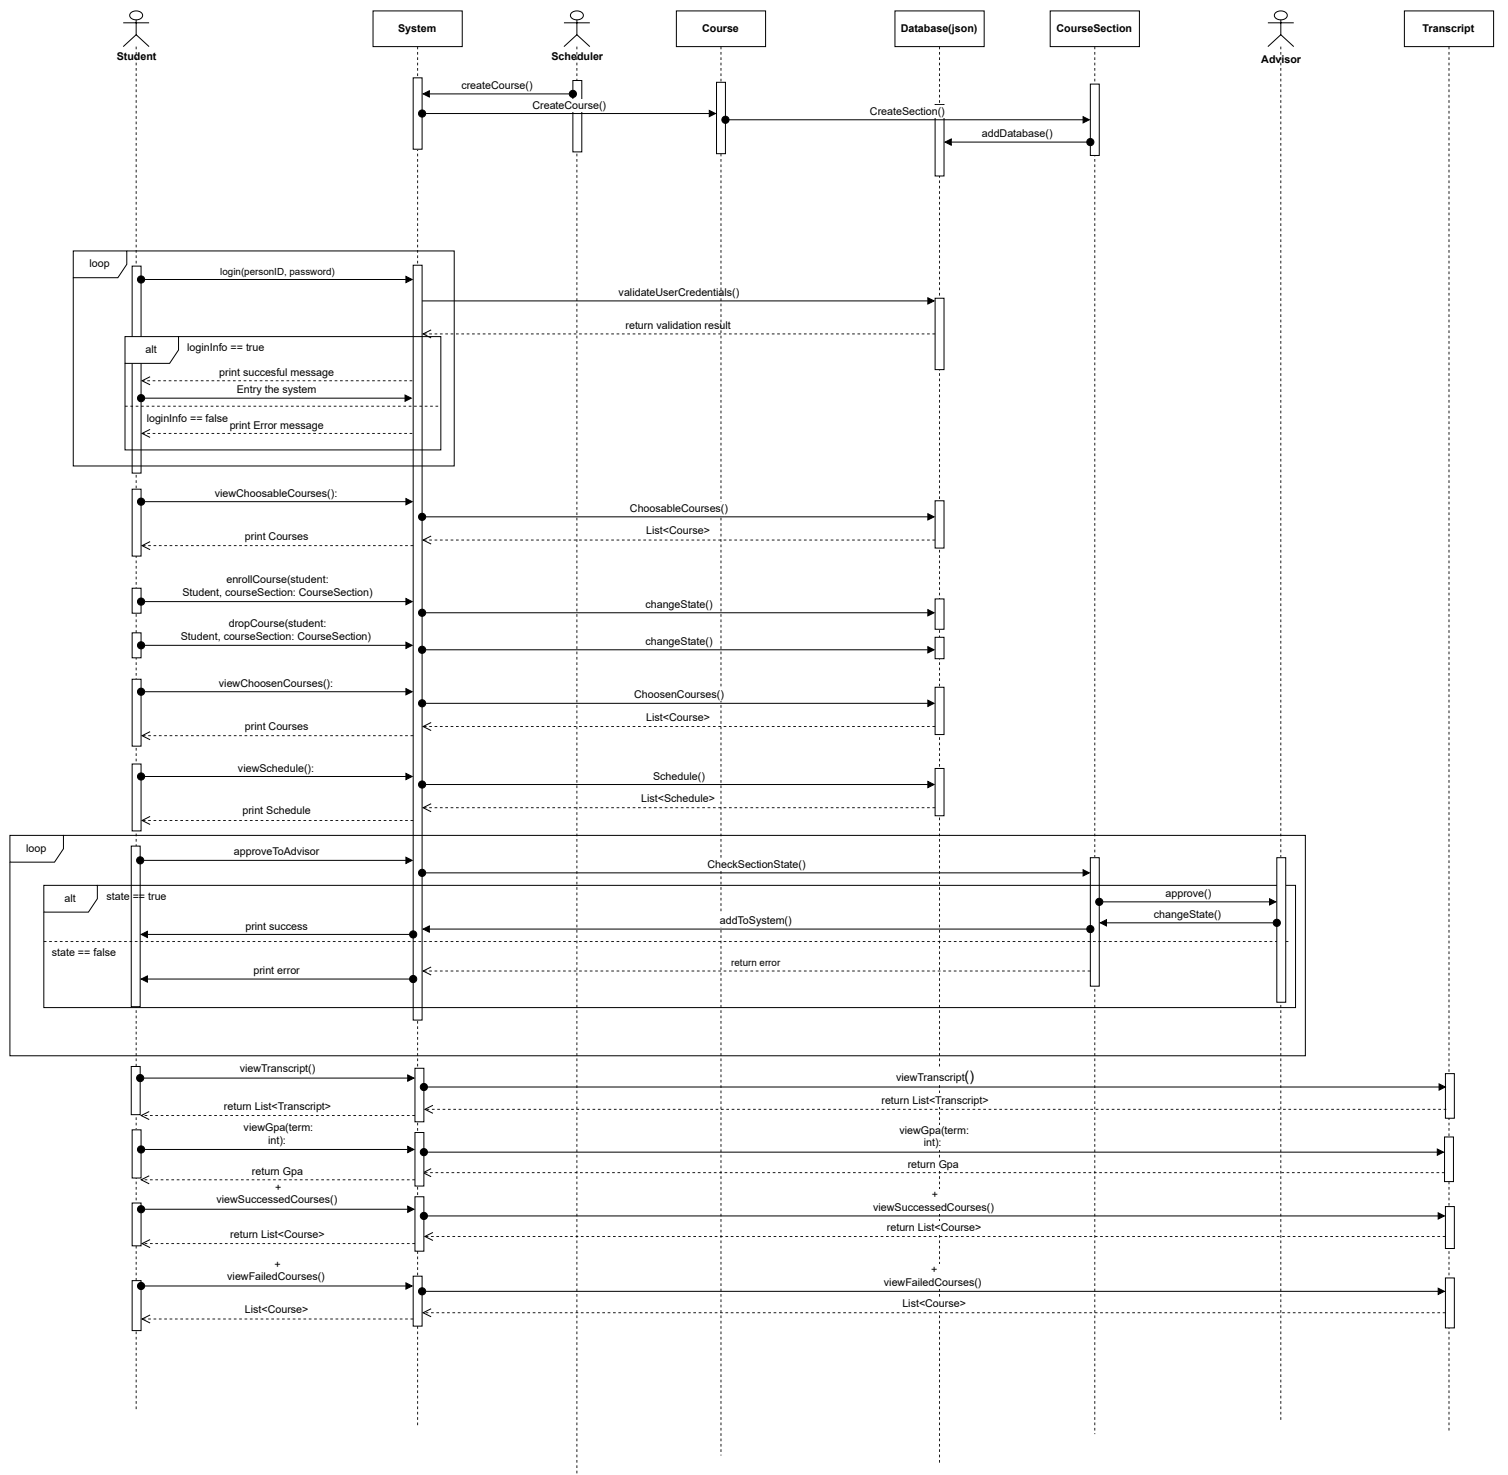 Student
System
Scheduler
Course
Database(json)
CourseSection
Advisor
Transcript
createCourse()
CreateCourse()
CreateSection()
addDatabase()
loop
login(personID, password)
validateUserCredentials()
return validation result
alt
loginInfo == true
print succesful message
Entry the system
loginInfo == false
print Error message
viewChoosableCourses():
ChoosableCourses()
List<Course>
print Courses
enrollCourse(student:
Student, courseSection: CourseSection)
changeState()
dropCourse(student:
Student, courseSection: CourseSection)
changeState()
viewChoosenCourses():
ChoosenCourses()
List<Course>
print Courses
viewSchedule():
Schedule()
List<Schedule>
print Schedule
loop
approveToAdvisor
CheckSectionState()
alt
state == true
approve()
changeState()
addToSystem()
print success
state == false
return error
print error
viewTranscript()
viewTranscript()
return List<Transcript>
return List<Transcript>
viewGpa(term:
int):
viewGpa(term:
int):
return Gpa
return Gpa
+
viewSuccessedCourses()
+
viewSuccessedCourses()
return List<Course>
return List<Course>
+
viewFailedCourses()
+
viewFailedCourses()
List<Course>
List<Course>